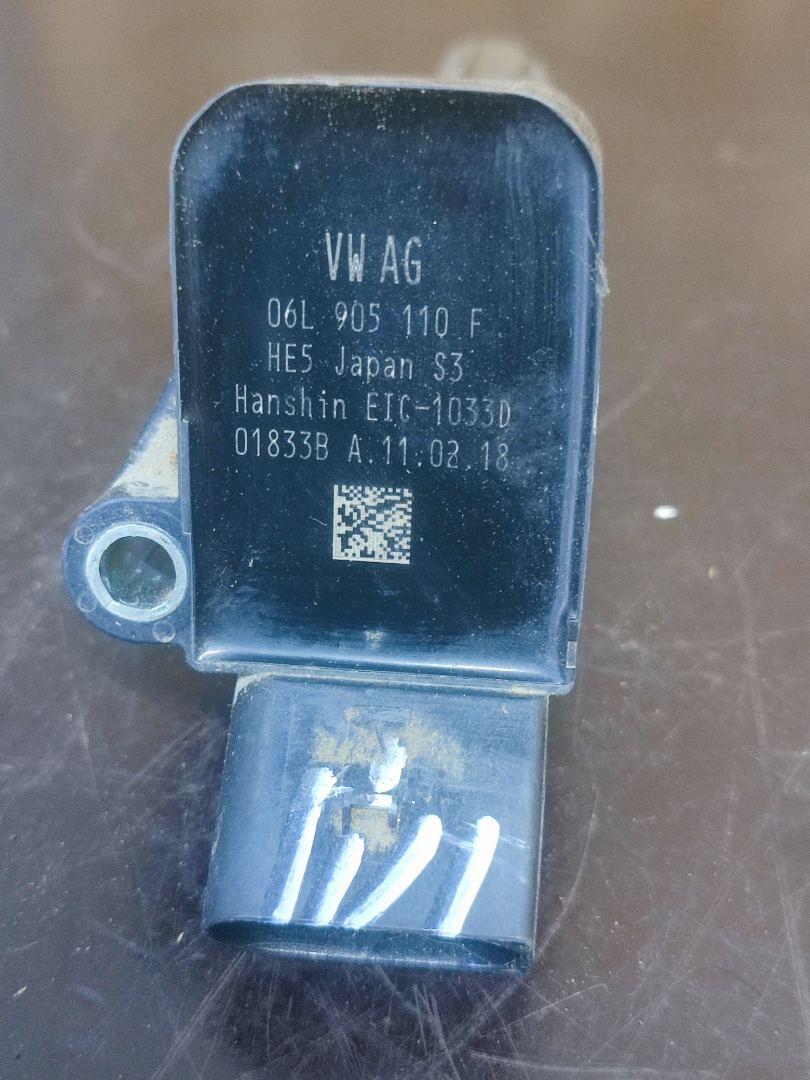 VW AG
06L 905 110 F
HE5 Japan S3
Hanshin EIC-1033D
01833B A.11.02.18